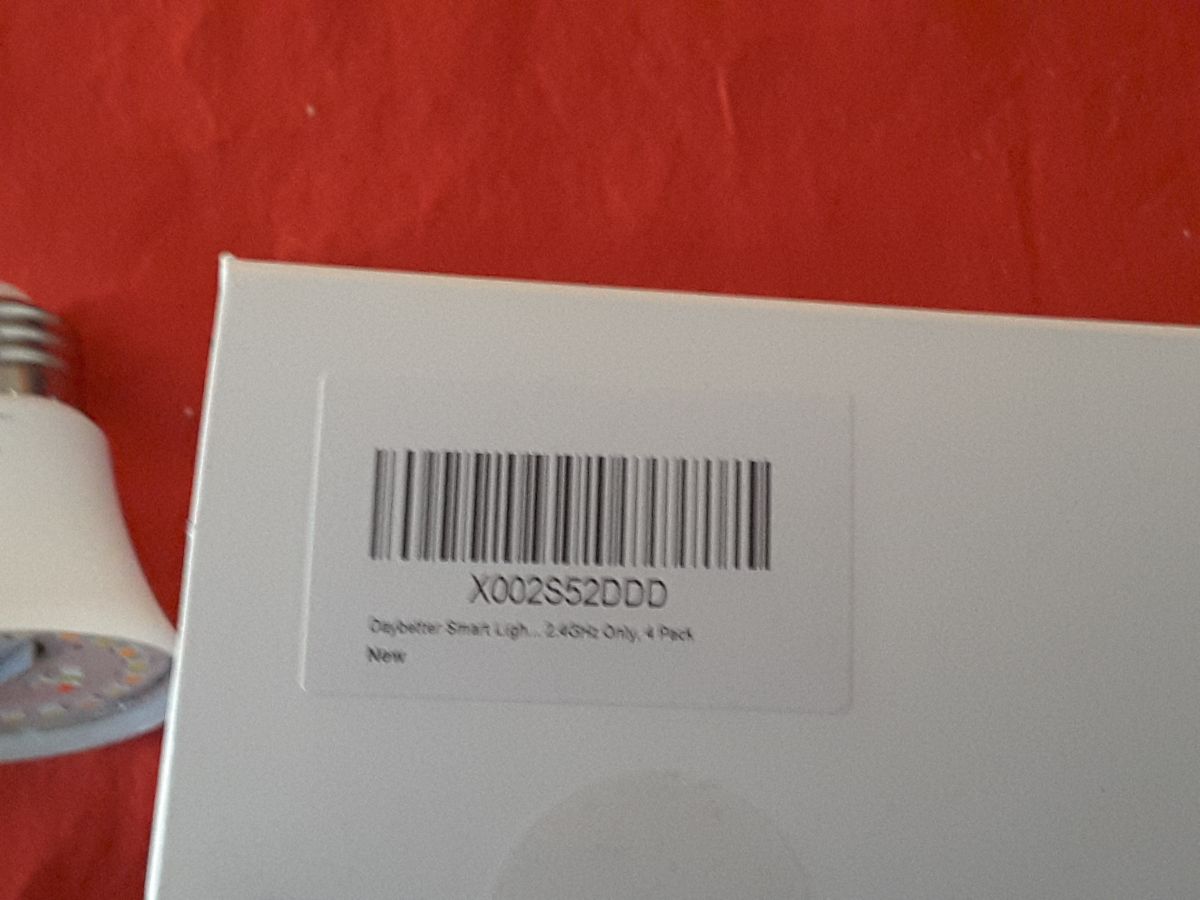 X002S52DDD
Daybetter Smart Ligh... 2.4GHz Only, 4 Pack
New